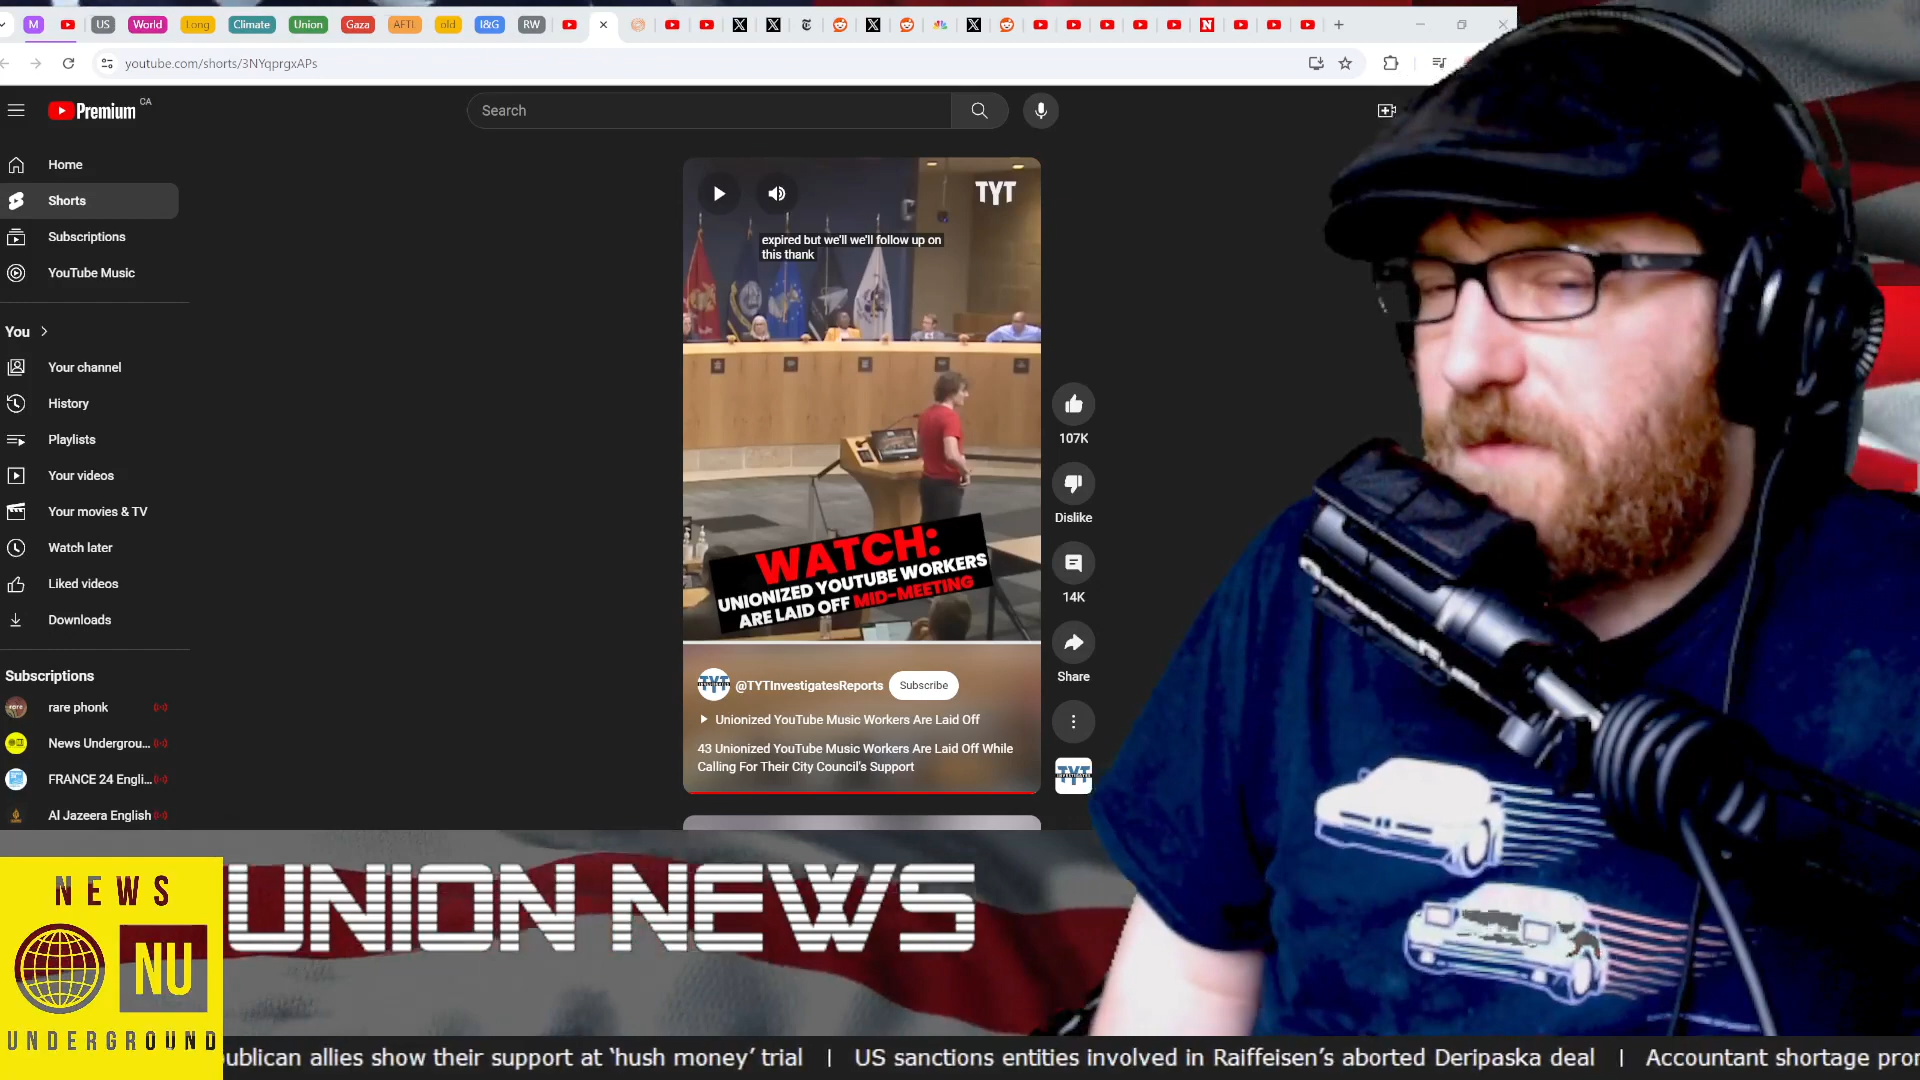 M
US
World
Long
Climate
Union
Gaza
AFTL
old
I&G
RW
youtube.com/shorts/3NYqprgxAPs
Premium
CA
Search
Home
Shorts
Subscriptions
YouTube Music
You
Your channel
History
Playlists
Your videos
Your movies & TV
Watch later
Liked videos
Downloads
Subscriptions
rare phonk
News Undergrou...
FRANCE 24 Engli...
Al Jazeera English
TYT
expired but we'll we'll follow up on
this thank
WATCH:
UNIONIZED YOUTUBE WORKERS
ARE LAID OFF MID-MEETING
TYT
@TYTInvestigatesReports
Subscribe
Unionized YouTube Music Workers Are Laid Off
43 Unionized YouTube Music Workers Are Laid Off While
Calling For Their City Council's Support
107K
Dislike
14K
Share
TYT
NEWS
NU
UNDERGROUND
UNION NEWS
ublican allies show their support at ‘hush money’ trial | US sanctions entities involved in Raiffeisen’s aborted Deripaska deal | Accountant shortage pro